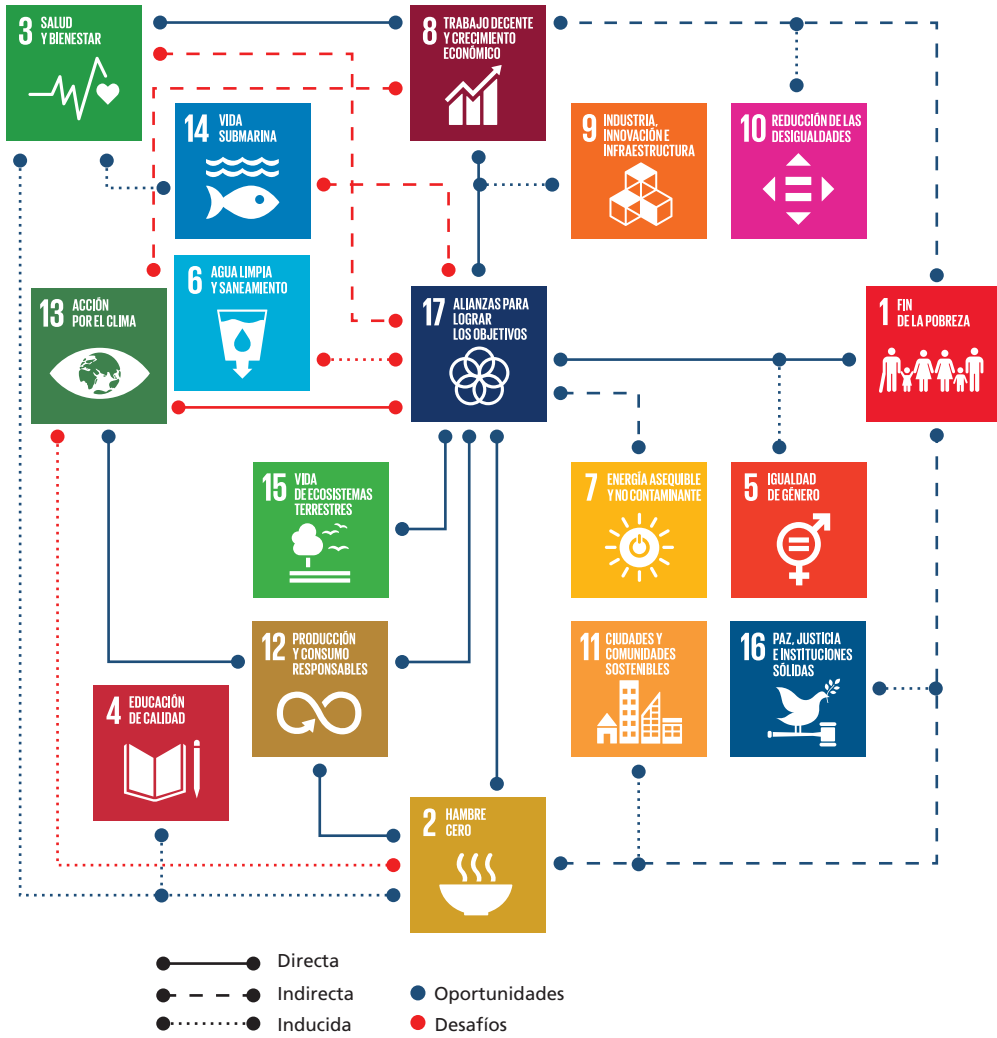 3 SALUD
Y BIENESTAR
8 TRABAJO DECENTE
Y CRECIMIENTO
ECONÓMICO
14 VIDA
SUBMARINA
9 INDUSTRIA,
INNOVACIÓN E
INFRAESTRUCTURA
10 REDUCCIÓN DE LAS
DESIGUALDADES
6 AGUA LIMPIA
Y SANEAMIENTO
13 ACCIÓN
POR EL CLIMA
17 ALIANZAS PARA
LOGRAR
LOS OBJETIVOS
1 FIN
DE LA POBREZA
15 VIDA
DE ECOSISTEMAS
TERRESTRES
7 ENERGÍA ASEQUIBLE
Y NO CONTAMINANTE
5 IGUALDAD
DE GÉNERO
12 PRODUCCIÓN
Y CONSUMO
RESPONSABLES
11 CIUDADES Y
COMUNIDADES
SOSTENIBLES
16 PAZ, JUSTICIA
E INSTITUCIONES
SÓLIDAS
4 EDUCACIÓN
DE CALIDAD
2 HAMBRE
CERO
Directa
Indirecta
Inducida
Oportunidades
Desafíos